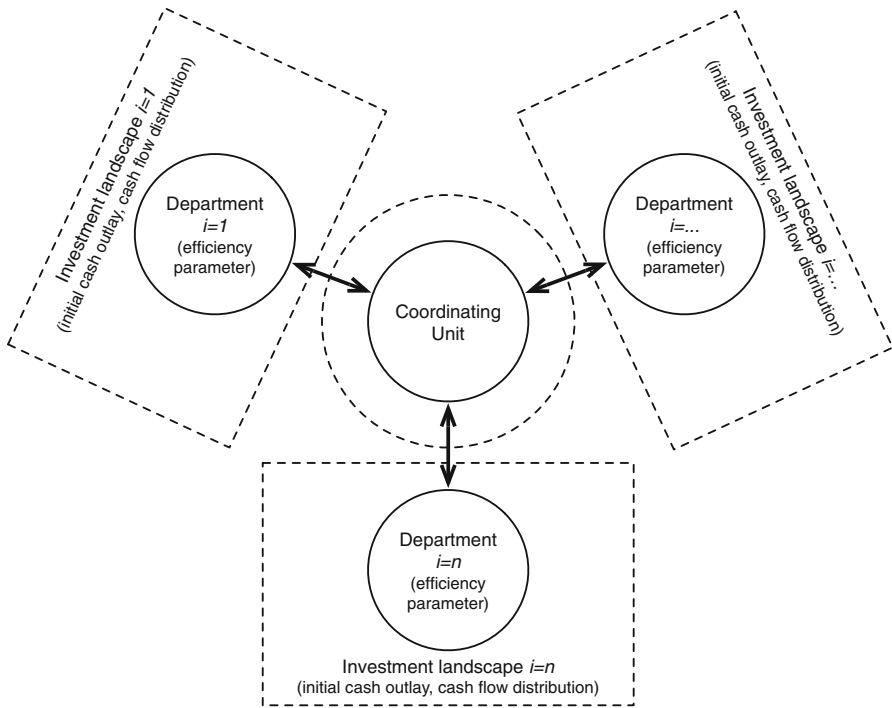 Investment landscape i=1
(initial cash outlay, cash flow distribution)
Department
i=1
(efficiency
parameter)
Coordinating
Unit
Department
i=...
(efficiency
parameter)
Investment landscape i=...
(initial cash outlay, cash flow distribution)
Department
i=n
(efficiency
parameter)
Investment landscape i=n
(initial cash outlay, cash flow distribution)